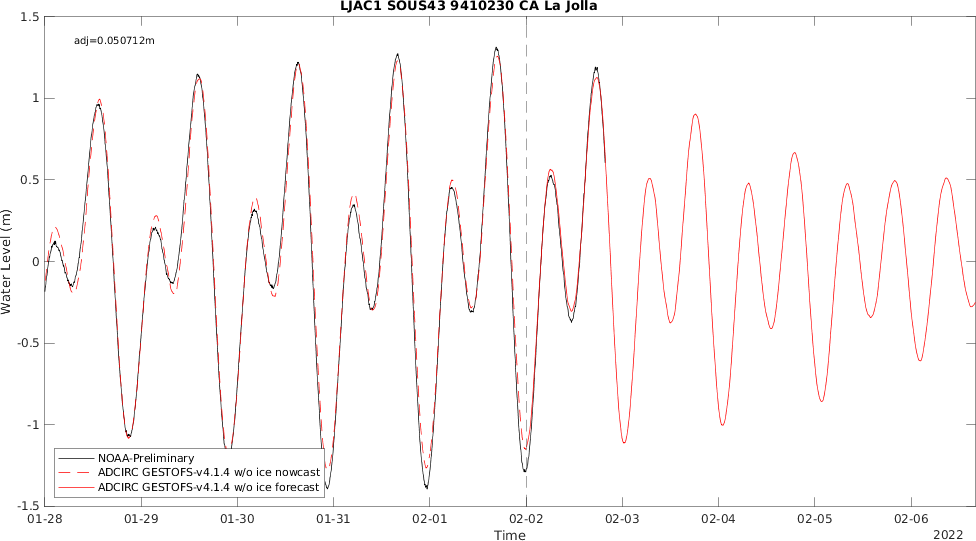 LJAC1 SOUS43 9410230 CA La Jolla
adj=0.050712m
1.5
1
0.5
0
-0.5
-1
-1.5
Water Level (m)
NOAA-Preliminary
ADCIRC GESTOFS-v4.1.4 w/o ice nowcast
ADCIRC GESTOFS-v4.1.4 w/o ice forecast
01-28 01-29 01-30 01-31 02-01 02-02 02-03 02-04 02-05 02-06
Time
2022